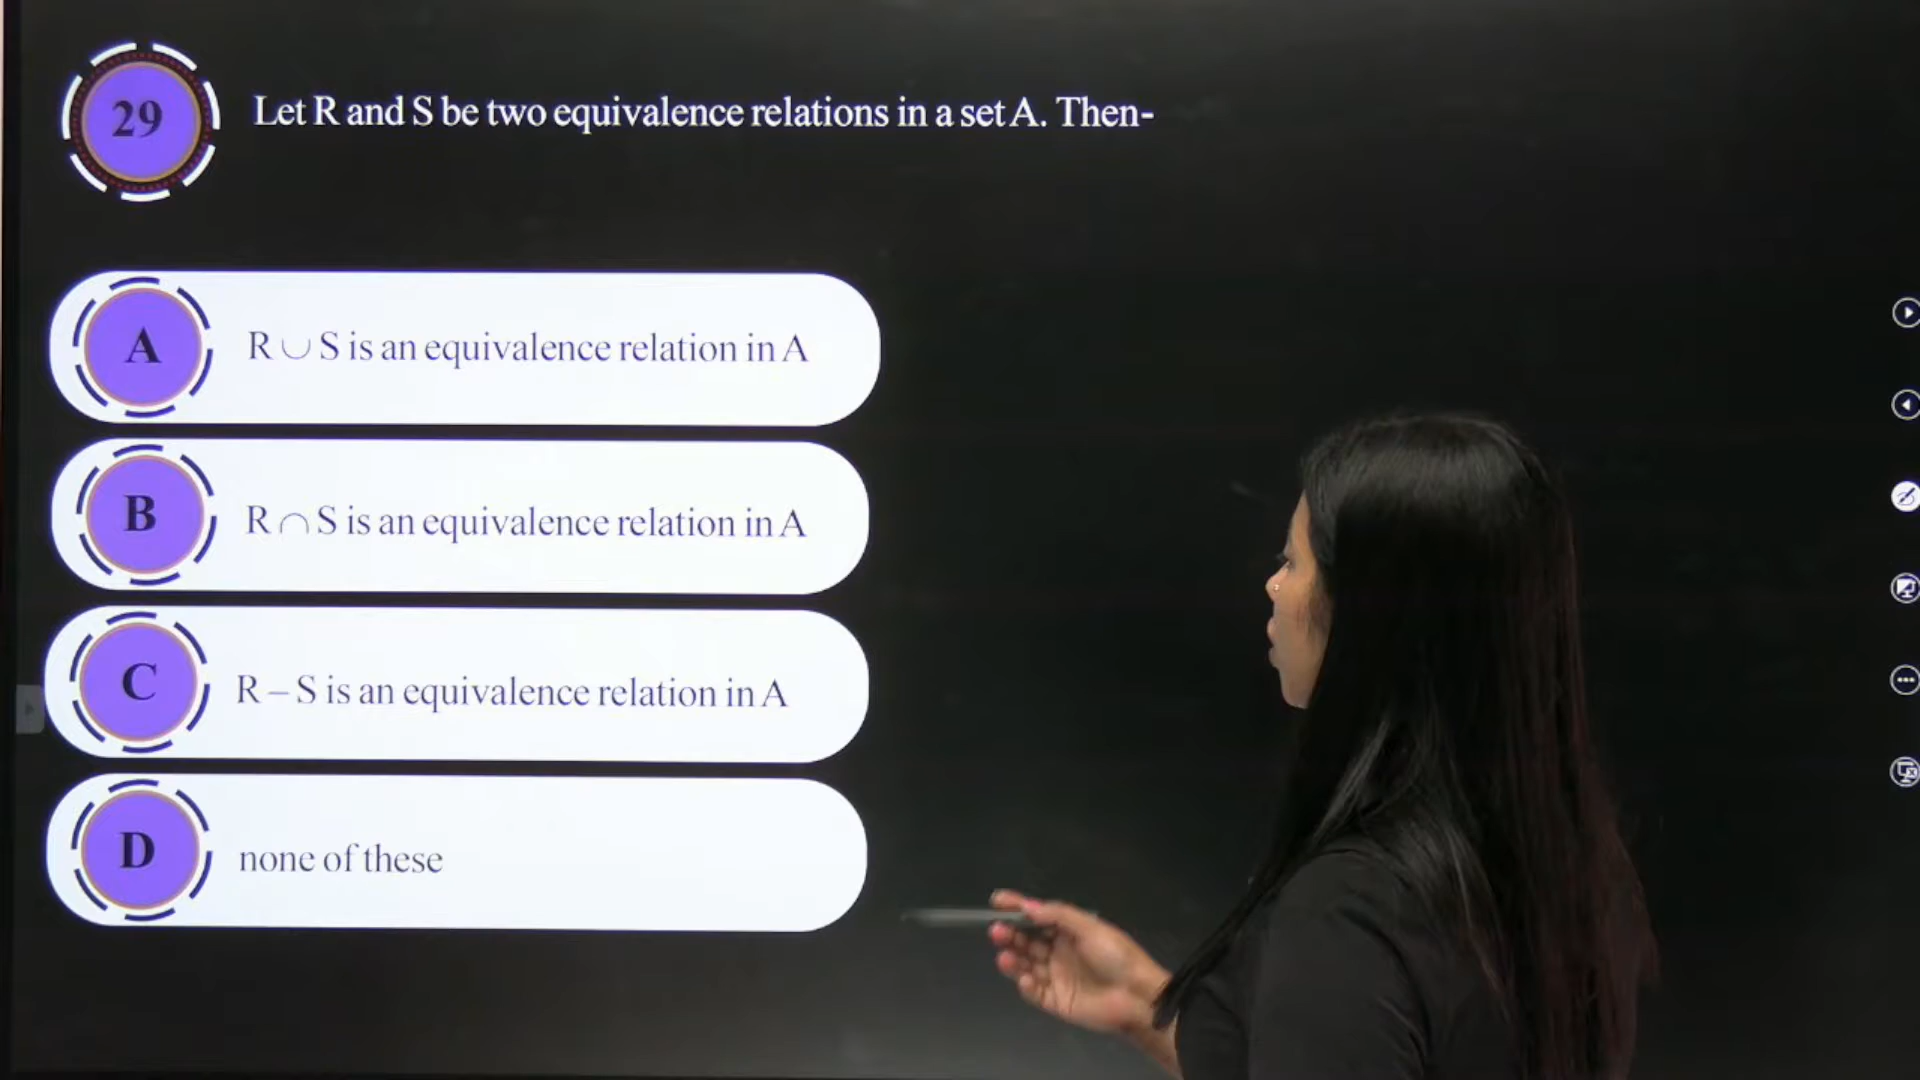 29
Let R and S be two equivalence relations in a set A. Then-
A
R ∪ S is an equivalence relation in A
B
R ∩ S is an equivalence relation in A
C
R – S is an equivalence relation in A
D
none of these